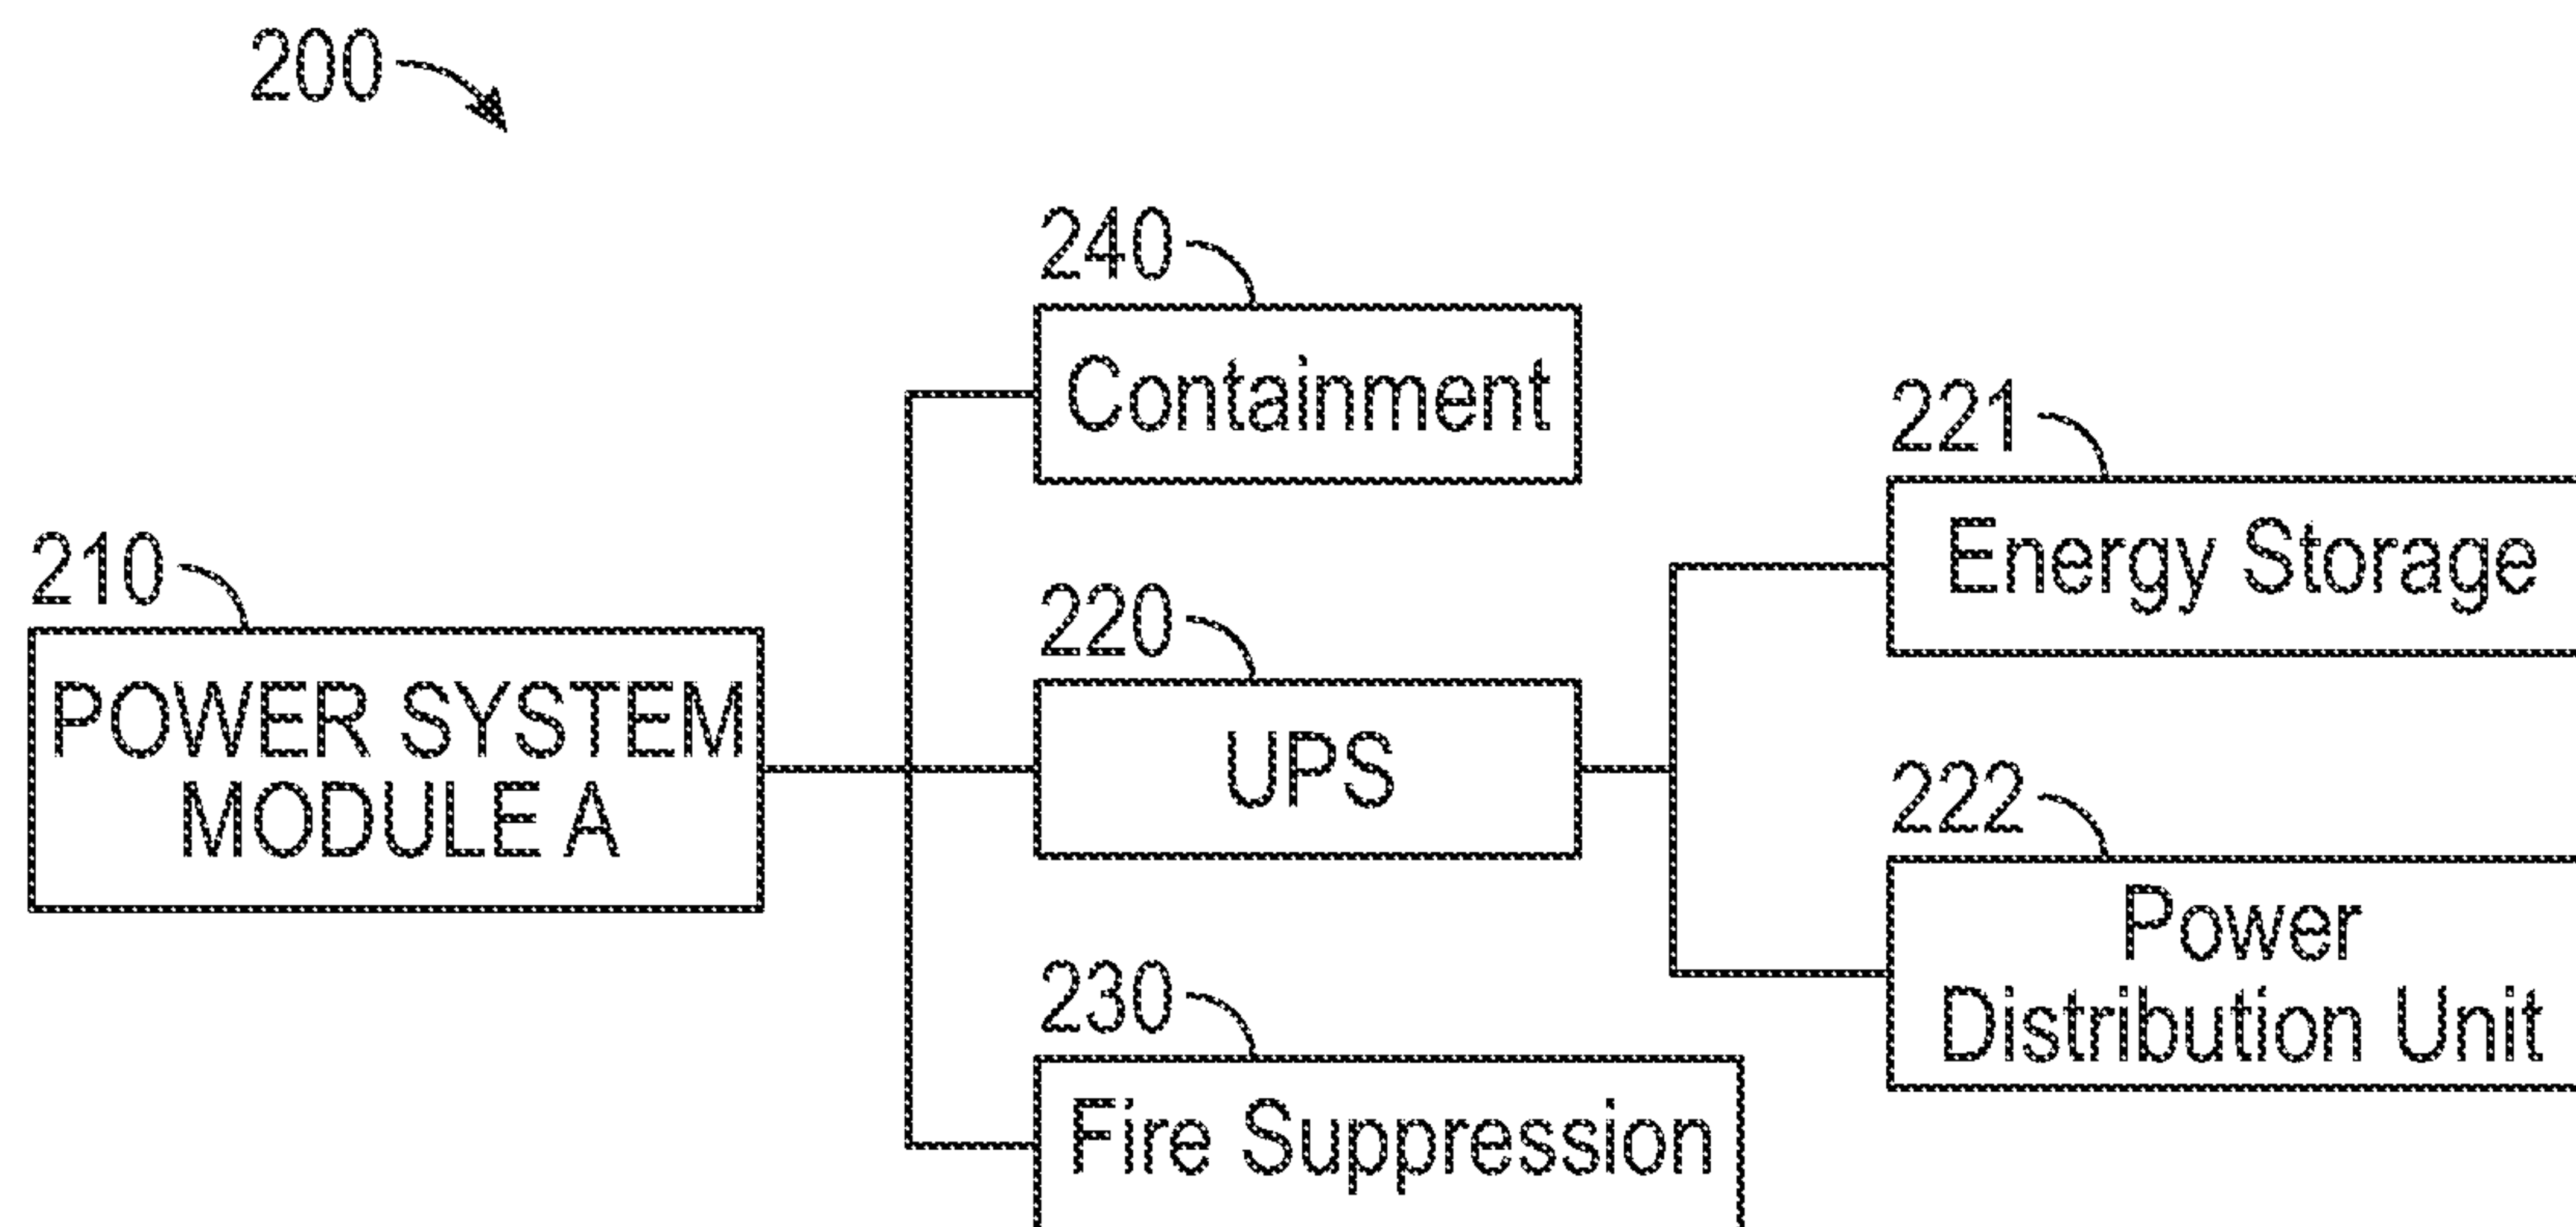 200
240
Containment
221
Energy Storage
210
POWER SYSTEM
MODULE A
220
UPS
222
Power
Distribution Unit
230
Fire Suppression